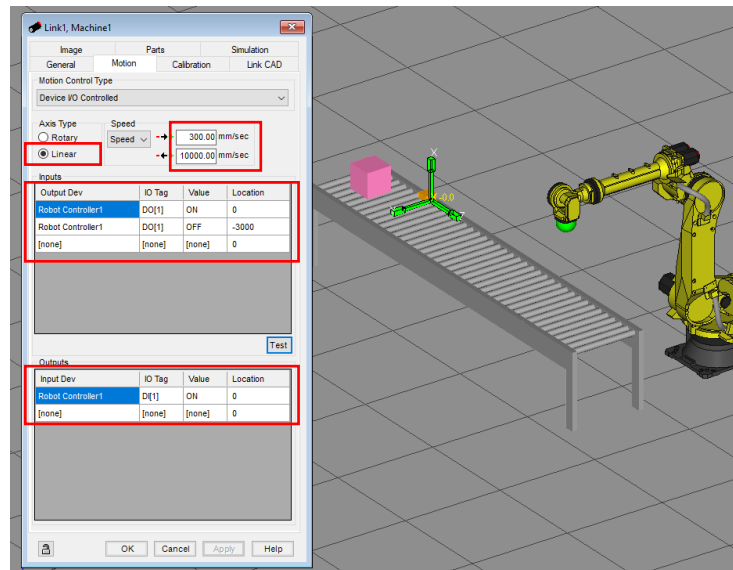 Link1, Machine1
Image Parts Simulation
General Motion Calibration Link CAD
Motion Control Type
Device I/O Controlled
Axis Type Speed
Rotary Speed 300.00 mm/sec
Linear 10000.00 mm/sec
Inputs
Output Dev IO Tag Value Location
Robot Controller1 DO[1] ON 0
Robot Controller1 DO[1] OFF -3000
[none] [none] [none] 0
Test
Outputs
Input Dev IO Tag Value Location
Robot Controller1 DI[1] ON 0
[none] [none] [none] 0
OK Cancel Apply Help
X
-0.0
Z